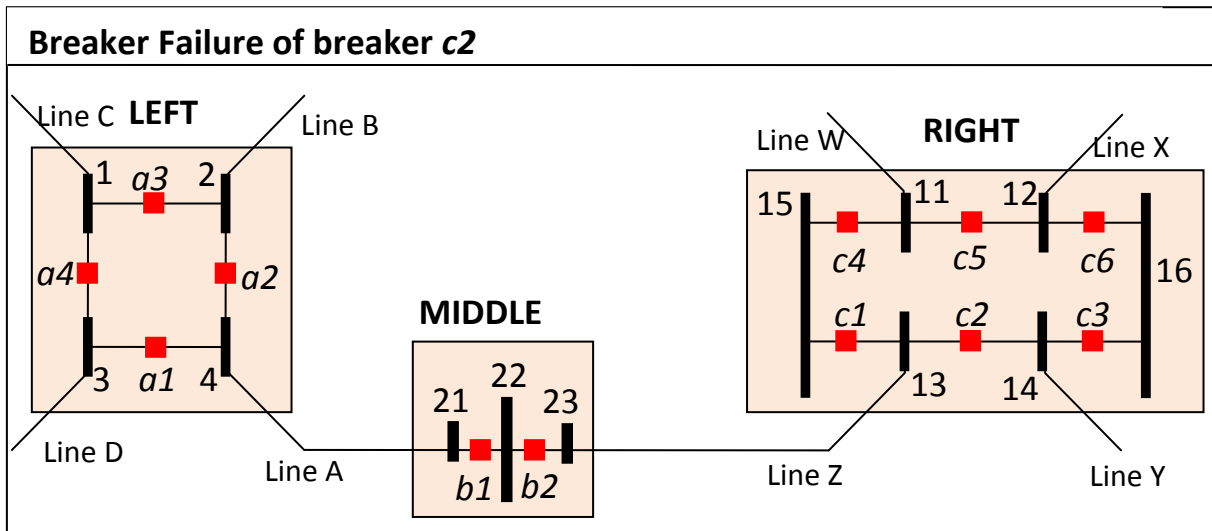 Breaker Failure of breaker c2
Line C
LEFT
Line B
1
a3
2
a4
a2
3
a1
4
Line D
Line A
MIDDLE
21
22
23
b1
b2
RIGHT
Line W
Line X
15
11
12
c4
c5
c6
16
c1
c2
c3
13
14
Line Z
Line Y